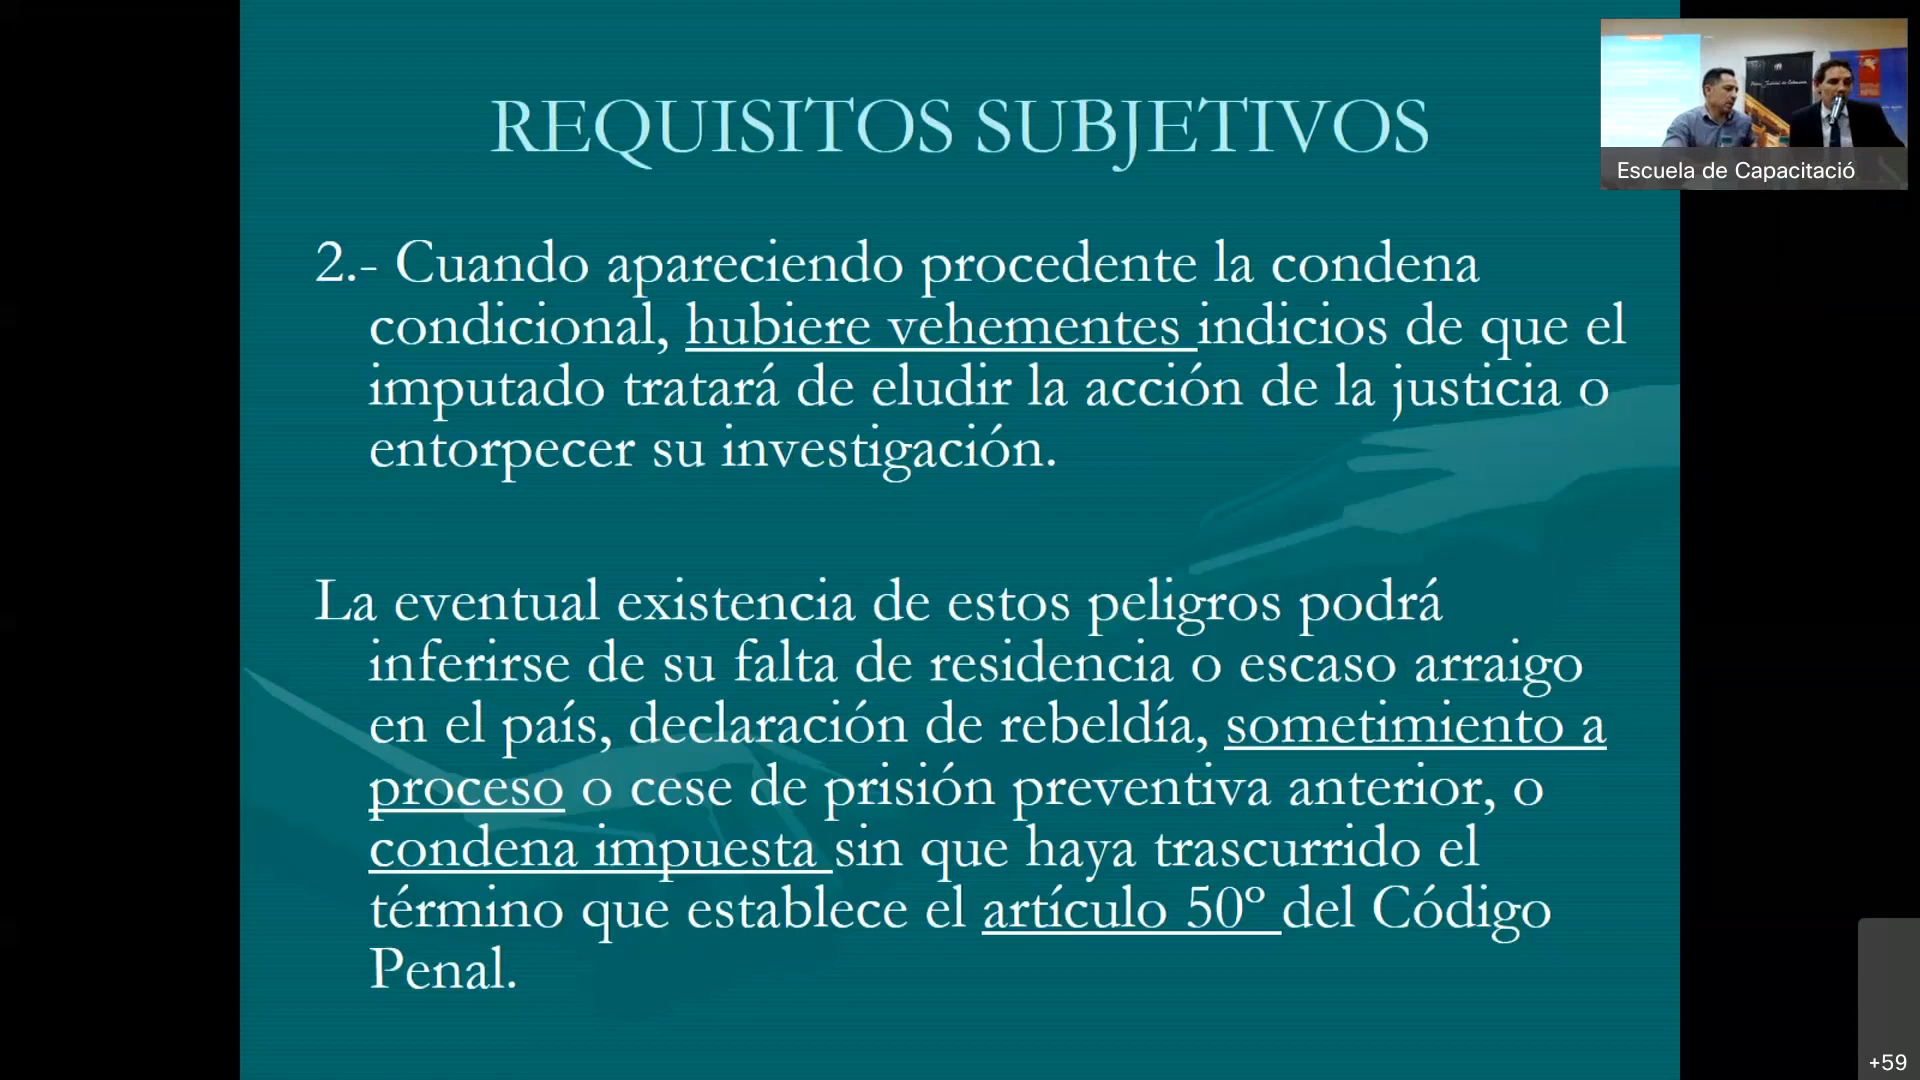 REQUISITOS SUBJETIVOS
2.- Cuando apareciendo procedente la condena
condicional, hubiere vehementes indicios de que el
imputado tratará de eludir la acción de la justicia o
entorpecer su investigación.
La eventual existencia de estos peligros podrá
inferirse de su falta de residencia o escaso arraigo
en el país, declaración de rebeldía, sometimiento a
proceso o cese de prisión preventiva anterior, o
condena impuesta sin que haya trascurrido el
término que establece el artículo 50º del Código
Penal.
Escuela de Capacitació
+59